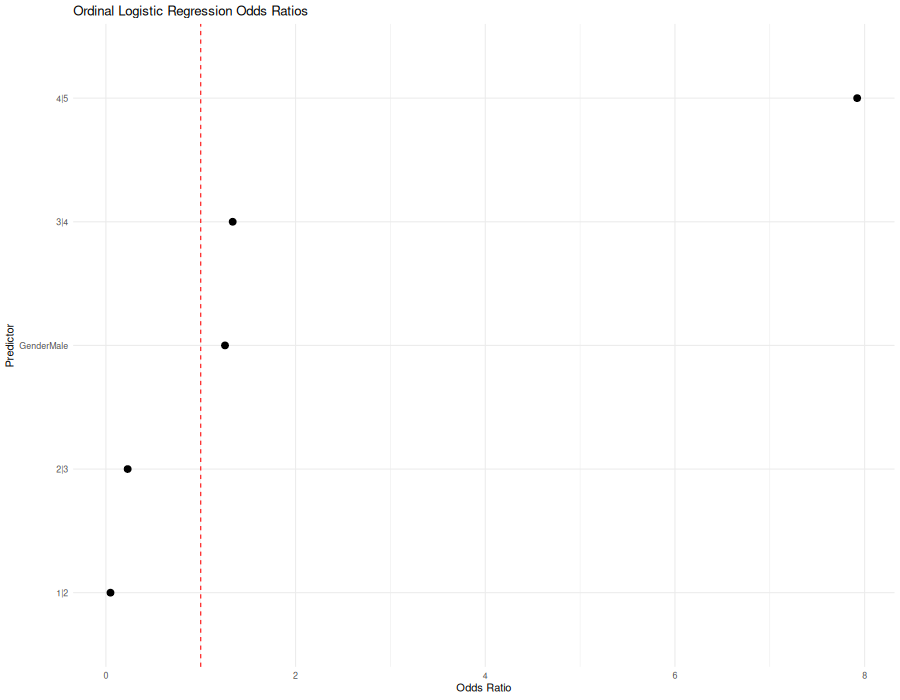 Ordinal Logistic Regression Odds Ratios
4|5
3|4
GenderMale
2|3
1|2
Predictor
0 2 4 6 8
Odds Ratio